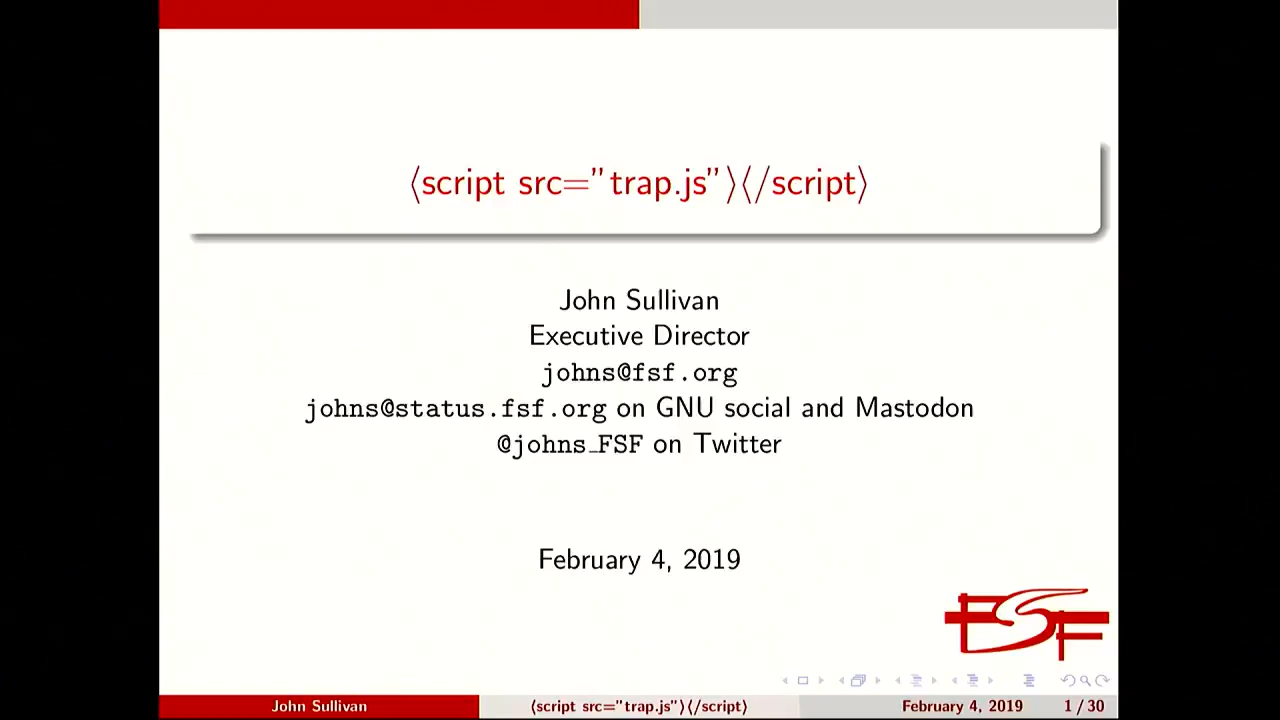 ⟨script src="trap.js"⟩⟨/script⟩
John Sullivan
Executive Director
johns@fsf.org
johns@status.fsf.org on GNU social and Mastodon
@johns_FSF on Twitter
February 4, 2019
FSF
John Sullivan
⟨script src="trap.js"⟩⟨/script⟩
February 4, 2019
1 / 30